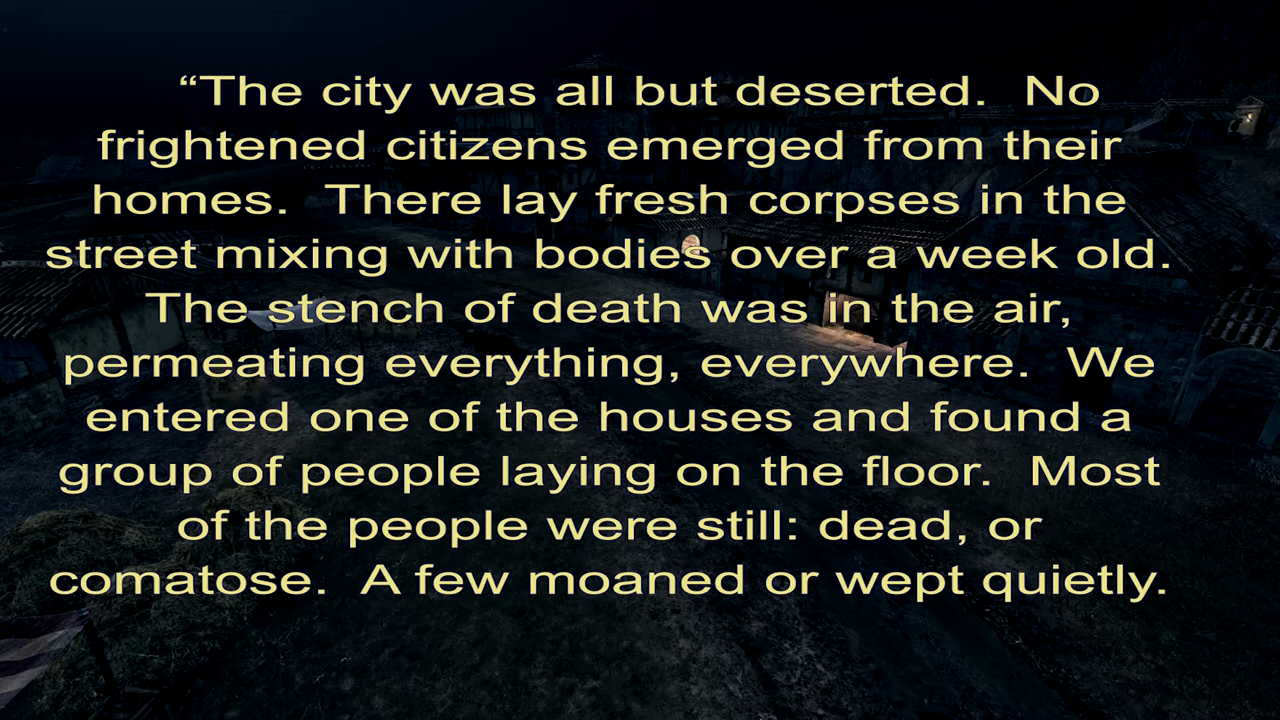 “The city was all but deserted.  No
frightened citizens emerged from their
homes.  There lay fresh corpses in the
street mixing with bodies over a week old.
The stench of death was in the air,
permeating everything, everywhere.  We
entered one of the houses and found a
group of people laying on the floor.  Most
of the people were still: dead, or
comatose.  A few moaned or wept quietly.